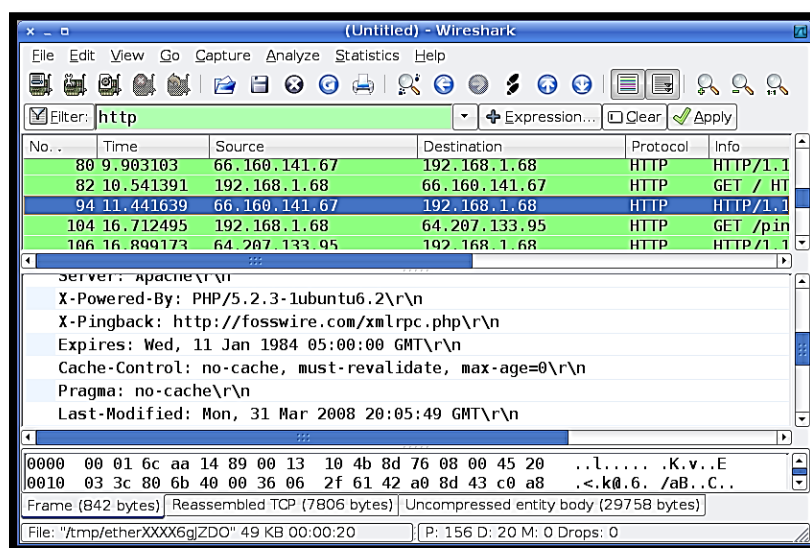 (Untitled) - Wireshark
File Edit View Go Capture Analyze Statistics Help
Filter: http Expression... Clear Apply
No. . Time Source Destination Protocol Info
80 9.903103 66.160.141.67 192.168.1.68 HTTP HTTP/1.1
82 10.541391 192.168.1.68 66.160.141.67 HTTP GET / HT
94 11.441639 66.160.141.67 192.168.1.68 HTTP HTTP/1.1
104 16.712495 192.168.1.68 64.207.133.95 HTTP GET /pin
106 16.899173 64.207.133.95 192.168.1.68 HTTP HTTP/1.1
Server: Apache\r\n
X-Powered-By: PHP/5.2.3-1ubuntu6.2\r\n
X-Pingback: http://fosswire.com/xmlrpc.php\r\n
Expires: Wed, 11 Jan 1984 05:00:00 GMT\r\n
Cache-Control: no-cache, must-revalidate, max-age=0\r\n
Pragma: no-cache\r\n
Last-Modified: Mon, 31 Mar 2008 20:05:49 GMT\r\n
0000 00 01 6c aa 14 89 00 13 10 4b 8d 76 08 00 45 20 ..l..... .K.v..E
0010 03 3c 80 6b 40 00 36 06 2f 61 42 a0 8d 43 c0 a8 .<.k@.6. /aB..C..
Frame (842 bytes) Reassembled TCP (7806 bytes) Uncompressed entity body (29758 bytes)
File: "/tmp/etherXXXX6gJZDO" 49 KB 00:00:20 P: 156 D: 20 M: 0 Drops: 0